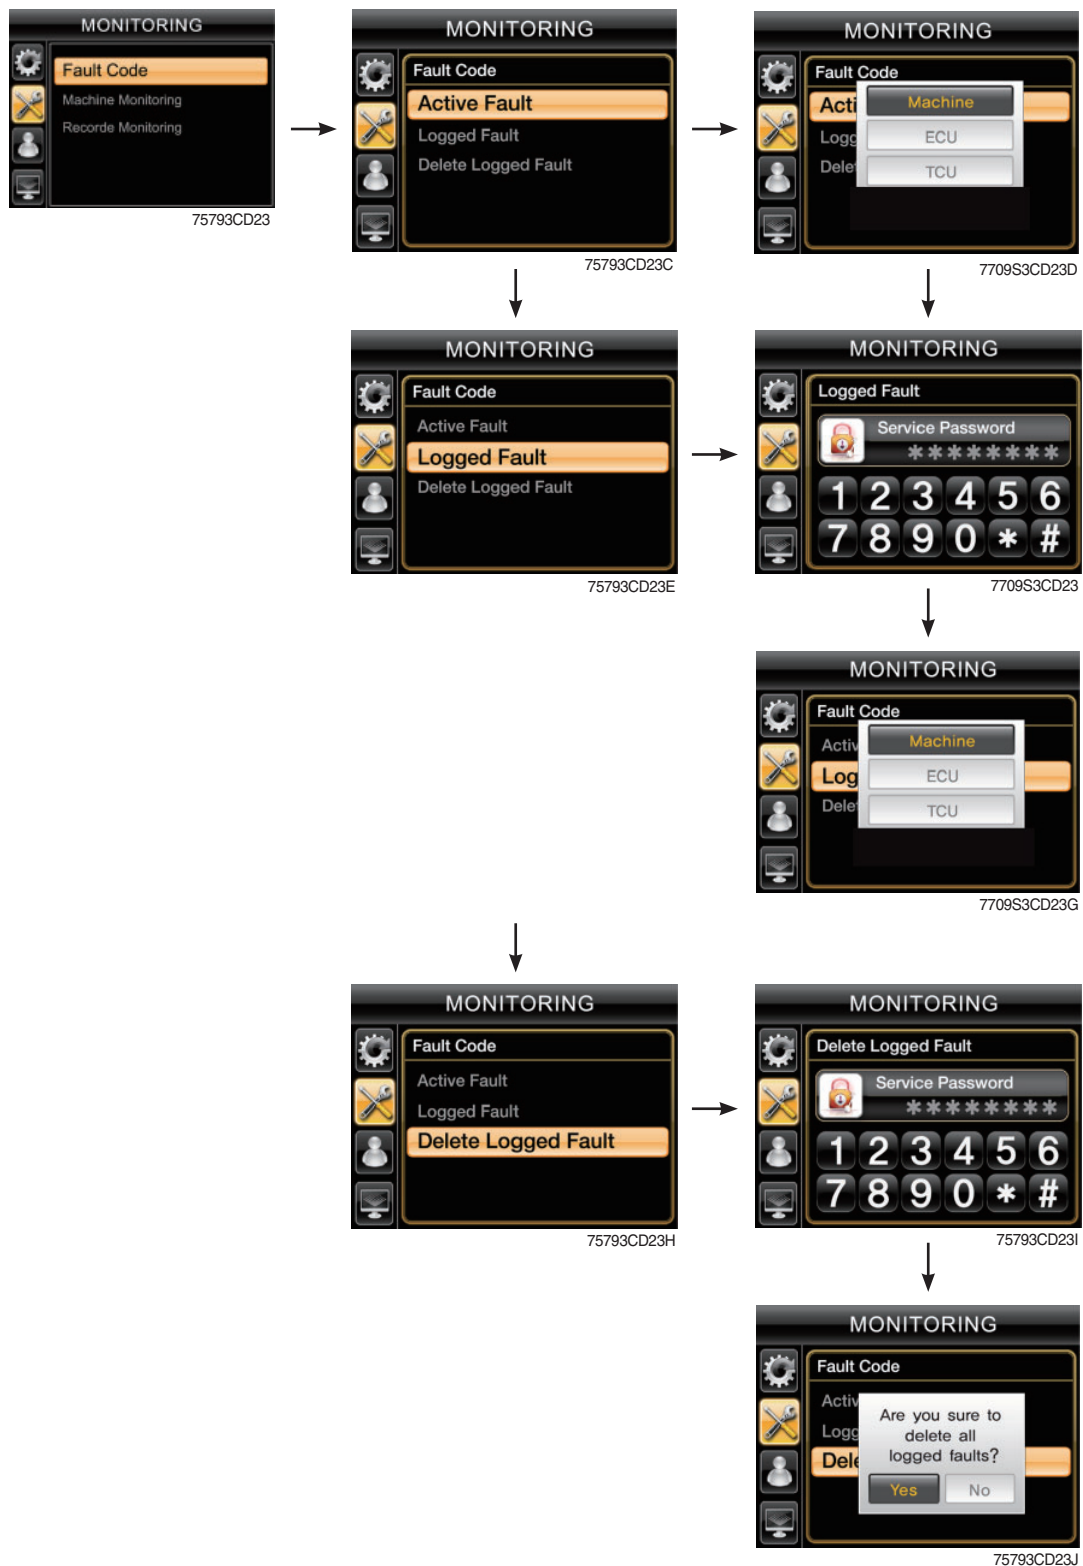 MONITORING
Fault Code
Machine Monitoring
Recorde Monitoring
75793CD23
MONITORING
Fault Code
Active Fault
Logged Fault
Delete Logged Fault
75793CD23C
MONITORING
Fault Code
Acti
Logg
Delet
Machine
ECU
TCU
7709S3CD23D
MONITORING
Fault Code
Active Fault
Logged Fault
Delete Logged Fault
75793CD23E
MONITORING
Logged Fault
Service Password
********
1 2 3 4 5 6
7 8 9 0 * #
7709S3CD23
MONITORING
Fault Code
Activ
Log
Delet
Machine
ECU
TCU
7709S3CD23G
MONITORING
Fault Code
Active Fault
Logged Fault
Delete Logged Fault
75793CD23H
MONITORING
Delete Logged Fault
Service Password
********
1 2 3 4 5 6
7 8 9 0 * #
75793CD23I
MONITORING
Fault Code
Activ
Logg
Dele
Are you sure to
delete all
logged faults?
Yes No
75793CD23J